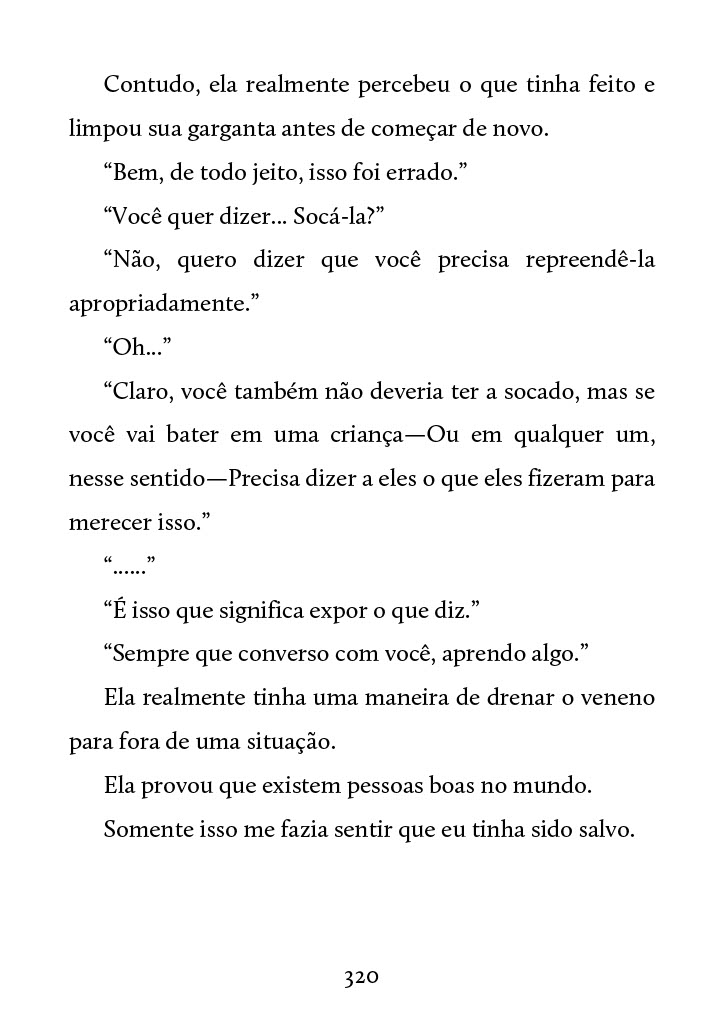 Contudo, ela realmente percebeu o que tinha feito e
limpou sua garganta antes de começar de novo.
“Bem, de todo jeito, isso foi errado.”
“Você quer dizer... Socá-la?”
“Não, quero dizer que você precisa repreendê-la
apropriadamente.”
“Oh...”
“Claro, você também não deveria ter a socado, mas se
você vai bater em uma criança—Ou em qualquer um,
nesse sentido—Precisa dizer a eles o que eles fizeram para
merecer isso.”
“......”
“É isso que significa expor o que diz.”
“Sempre que converso com você, aprendo algo.”
Ela realmente tinha uma maneira de drenar o veneno
para fora de uma situação.
Ela provou que existem pessoas boas no mundo.
Somente isso me fazia sentir que eu tinha sido salvo.
320